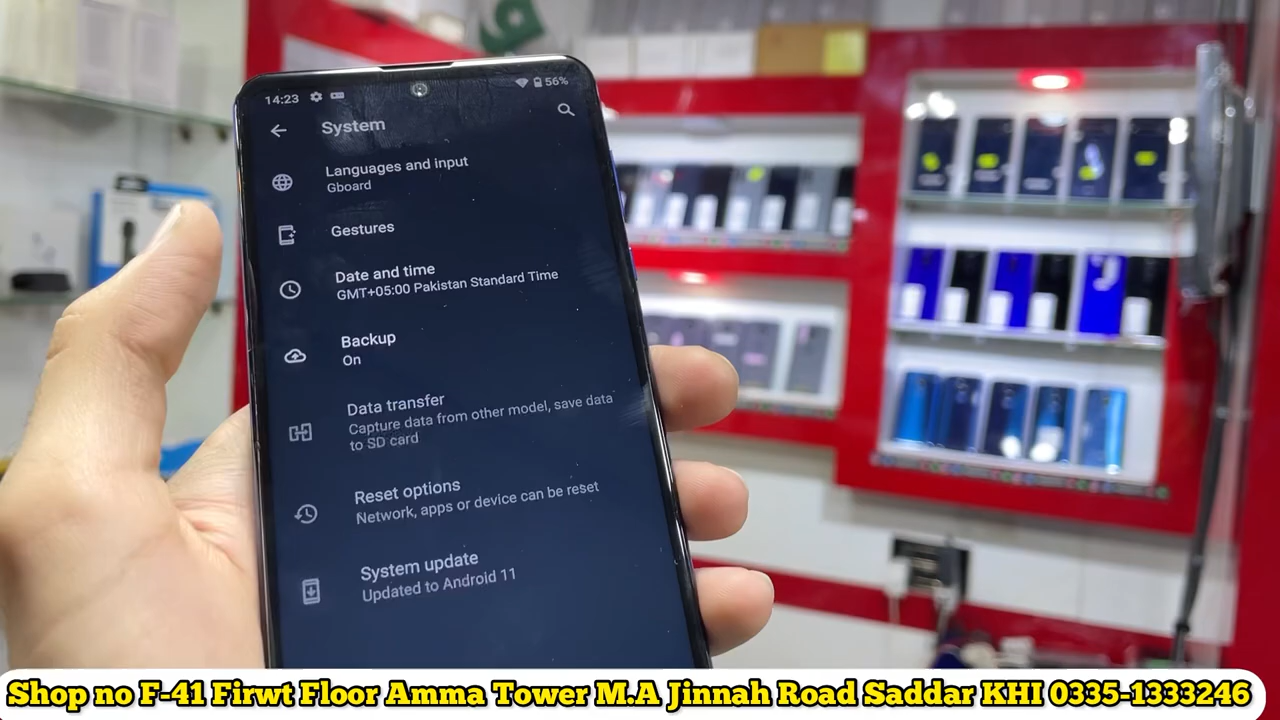 14:23
56%
System
Languages and input
Gboard
Gestures
Date and time
GMT+05:00 Pakistan Standard Time
Backup
On
Data transfer
Capture data from other model, save data
to SD card
Reset options
Network, apps or device can be reset
System update
Updated to Android 11
Shop no F-41 Firwt Floor Amma Tower M.A Jinnah Road Saddar KHI 0335-1333246